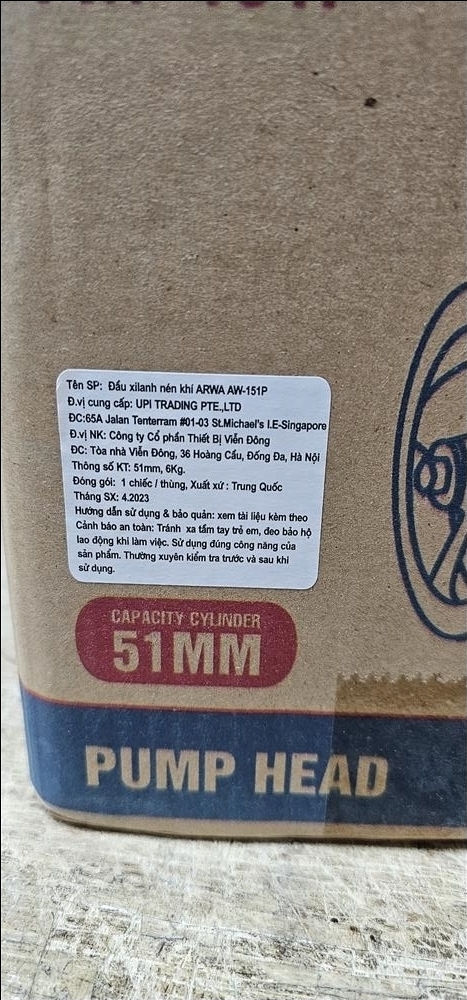 Tên SP: Đầu xilanh nén khí ARWA AW-151P
Đ.vị cung cấp: UPI TRADING PTE.,LTD
ĐC:65A Jalan Tenterram #01-03 St.Michael's I.E-Singapore
Đ.vị NK: Công ty Cổ phần Thiết Bị Viễn Đông
ĐC: Tòa nhà Viễn Đông, 36 Hoàng Cầu, Đống Đa, Hà Nội
Thông số KT: 51mm, 6Kg.
Đóng gói: 1 chiếc / thùng, Xuất xứ : Trung Quốc
Tháng SX: 4.2023
Hướng dẫn sử dụng & bảo quản: xem tài liệu kèm theo
Cảnh báo an toàn: Tránh xa tầm tay trẻ em, đeo bảo hộ
lao động khi làm việc. Sử dụng đúng công năng của
sản phẩm. Thường xuyên kiểm tra trước và sau khi
sử dụng.
CAPACITY CYLINDER
51MM
PUMP HEAD